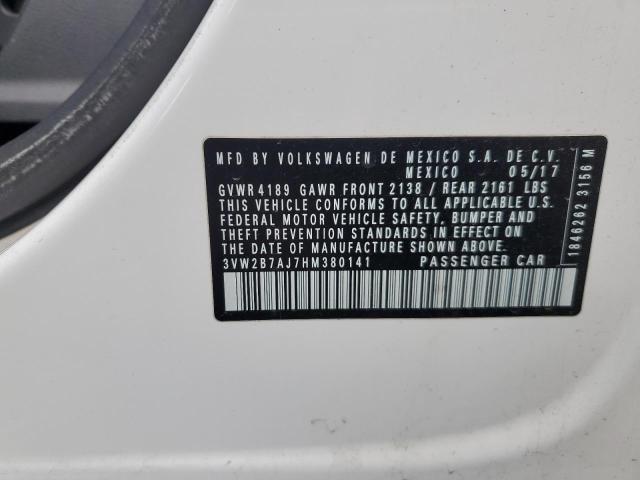 MFD BY VOLKSWAGEN DE MEXICO S.A. DE C.V.
MEXICO 05/17
GVWR 4189 GAWR FRONT 2138 / REAR 2161 LBS
THIS VEHICLE CONFORMS TO ALL APPLICABLE U.S.
FEDERAL MOTOR VEHICLE SAFETY, BUMPER AND
THEFT PREVENTION STANDARDS IN EFFECT ON
THE DATE OF MANUFACTURE SHOWN ABOVE.
3VW2B7AJ7HM380141 PASSENGER CAR
1846262 3156 M